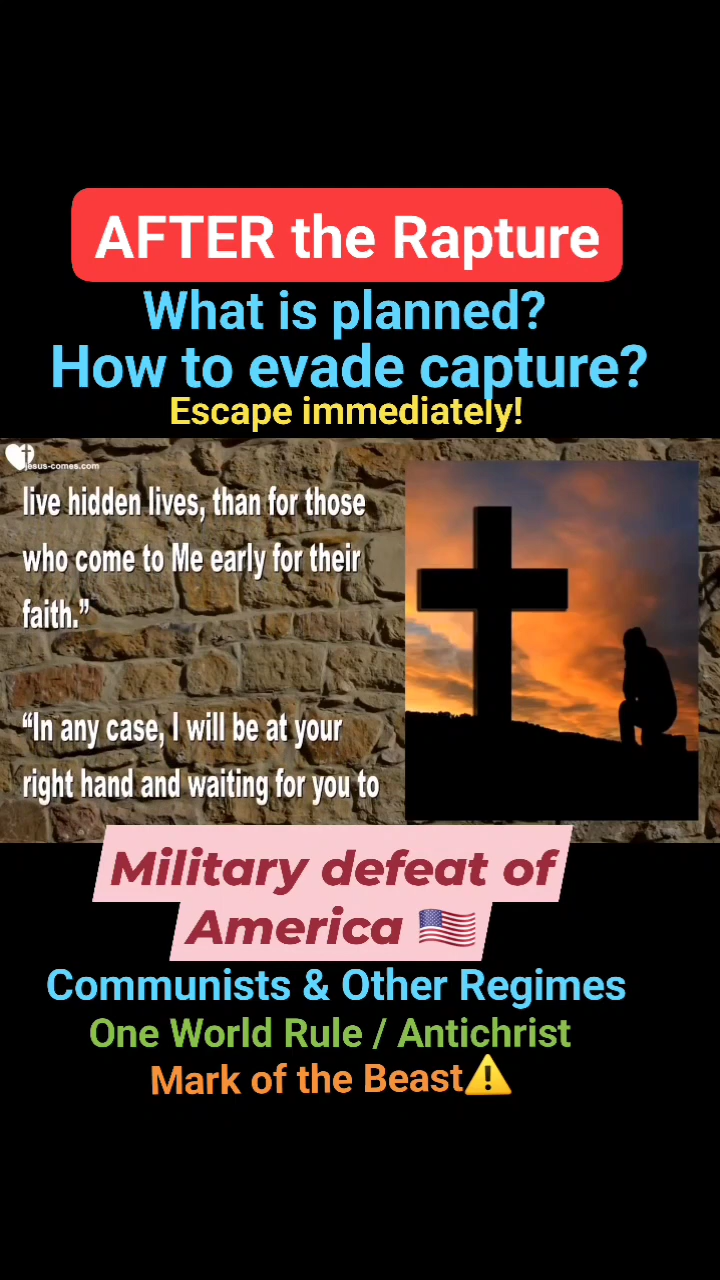 AFTER the Rapture
What is planned?
How to evade capture?
Escape immediately!
jesus-comes.com
live hidden lives, than for those
who come to Me early for their
faith.”
“In any case, I will be at your
right hand and waiting for you to
Military defeat of
America 🇺🇸
Communists & Other Regimes
One World Rule / Antichrist
Mark of the Beast⚠️